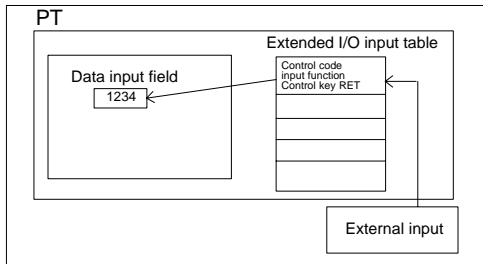 PT
Extended I/O input table
Data input field
1234
Control code
input function
Control key RET
External input